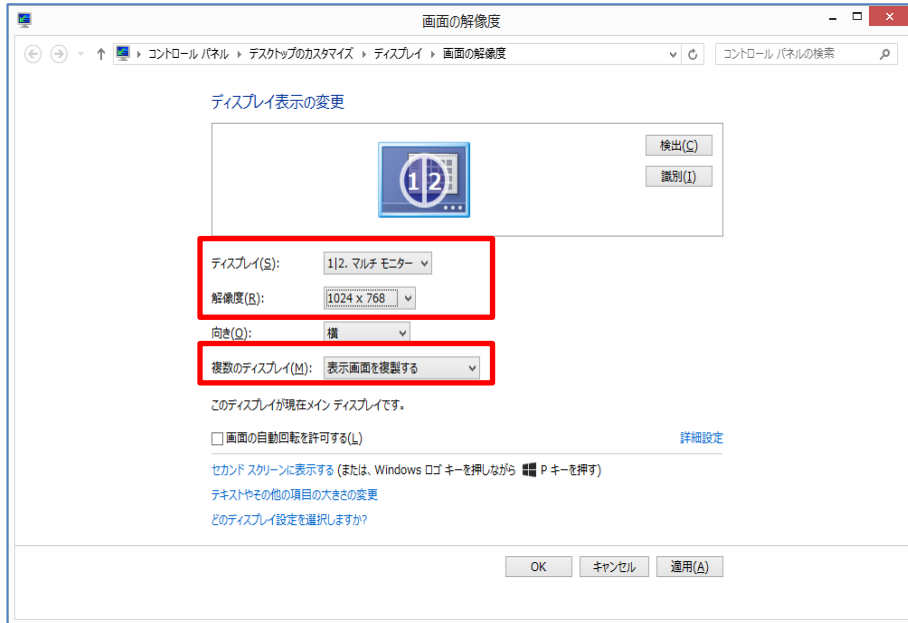 画面の解像度
コントロール パネル ▸ デスクトップのカスタマイズ ▸ ディスプレイ ▸ 画面の解像度
コントロール パネルの検索
ディスプレイ表示の変更
1|2
検出(C)
識別(I)
ディスプレイ(S): 1|2. マルチ モニター
解像度(R): 1024 x 768
向き(O): 横
複数のディスプレイ(M): 表示画面を複製する
このディスプレイが現在メイン ディスプレイです。
画面の自動回転を許可する(L) 詳細設定
セカンド スクリーンに表示する (または、Windows ロゴ キーを押しながら P キーを押す)
テキストやその他の項目の大きさの変更
どのディスプレイ設定を選択しますか?
OK キャンセル 適用(A)